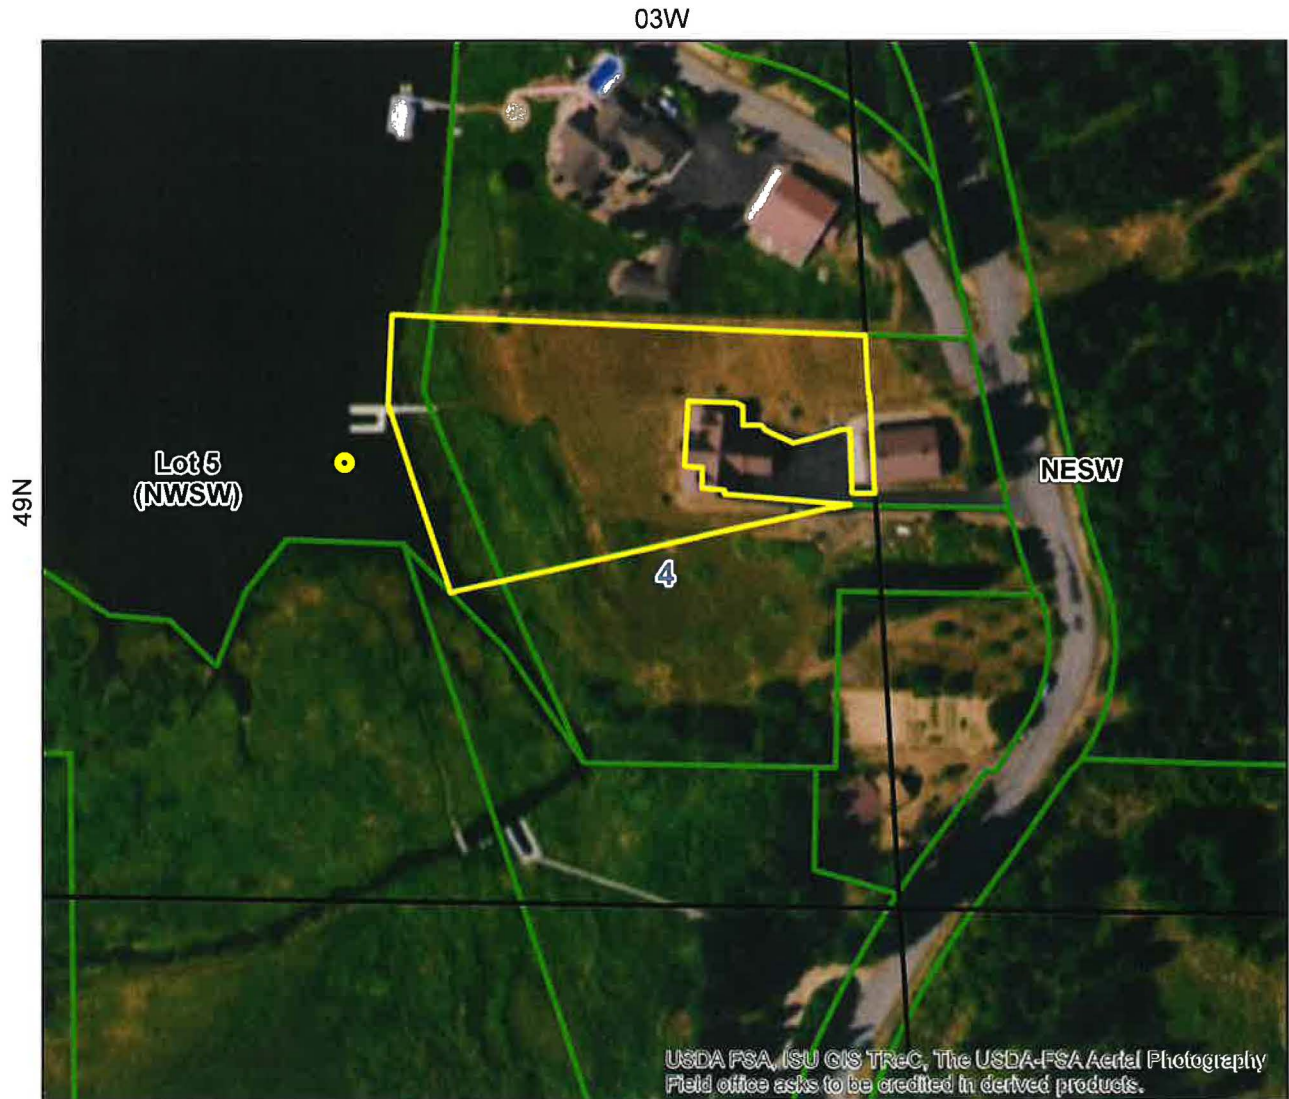 03W
49N
Lot 5
(NWSW)
NESW
4
USDA FSA, ISU GIS TReC, The USDA-FSA Aerial Photography
Field office asks to be credited in derived products.